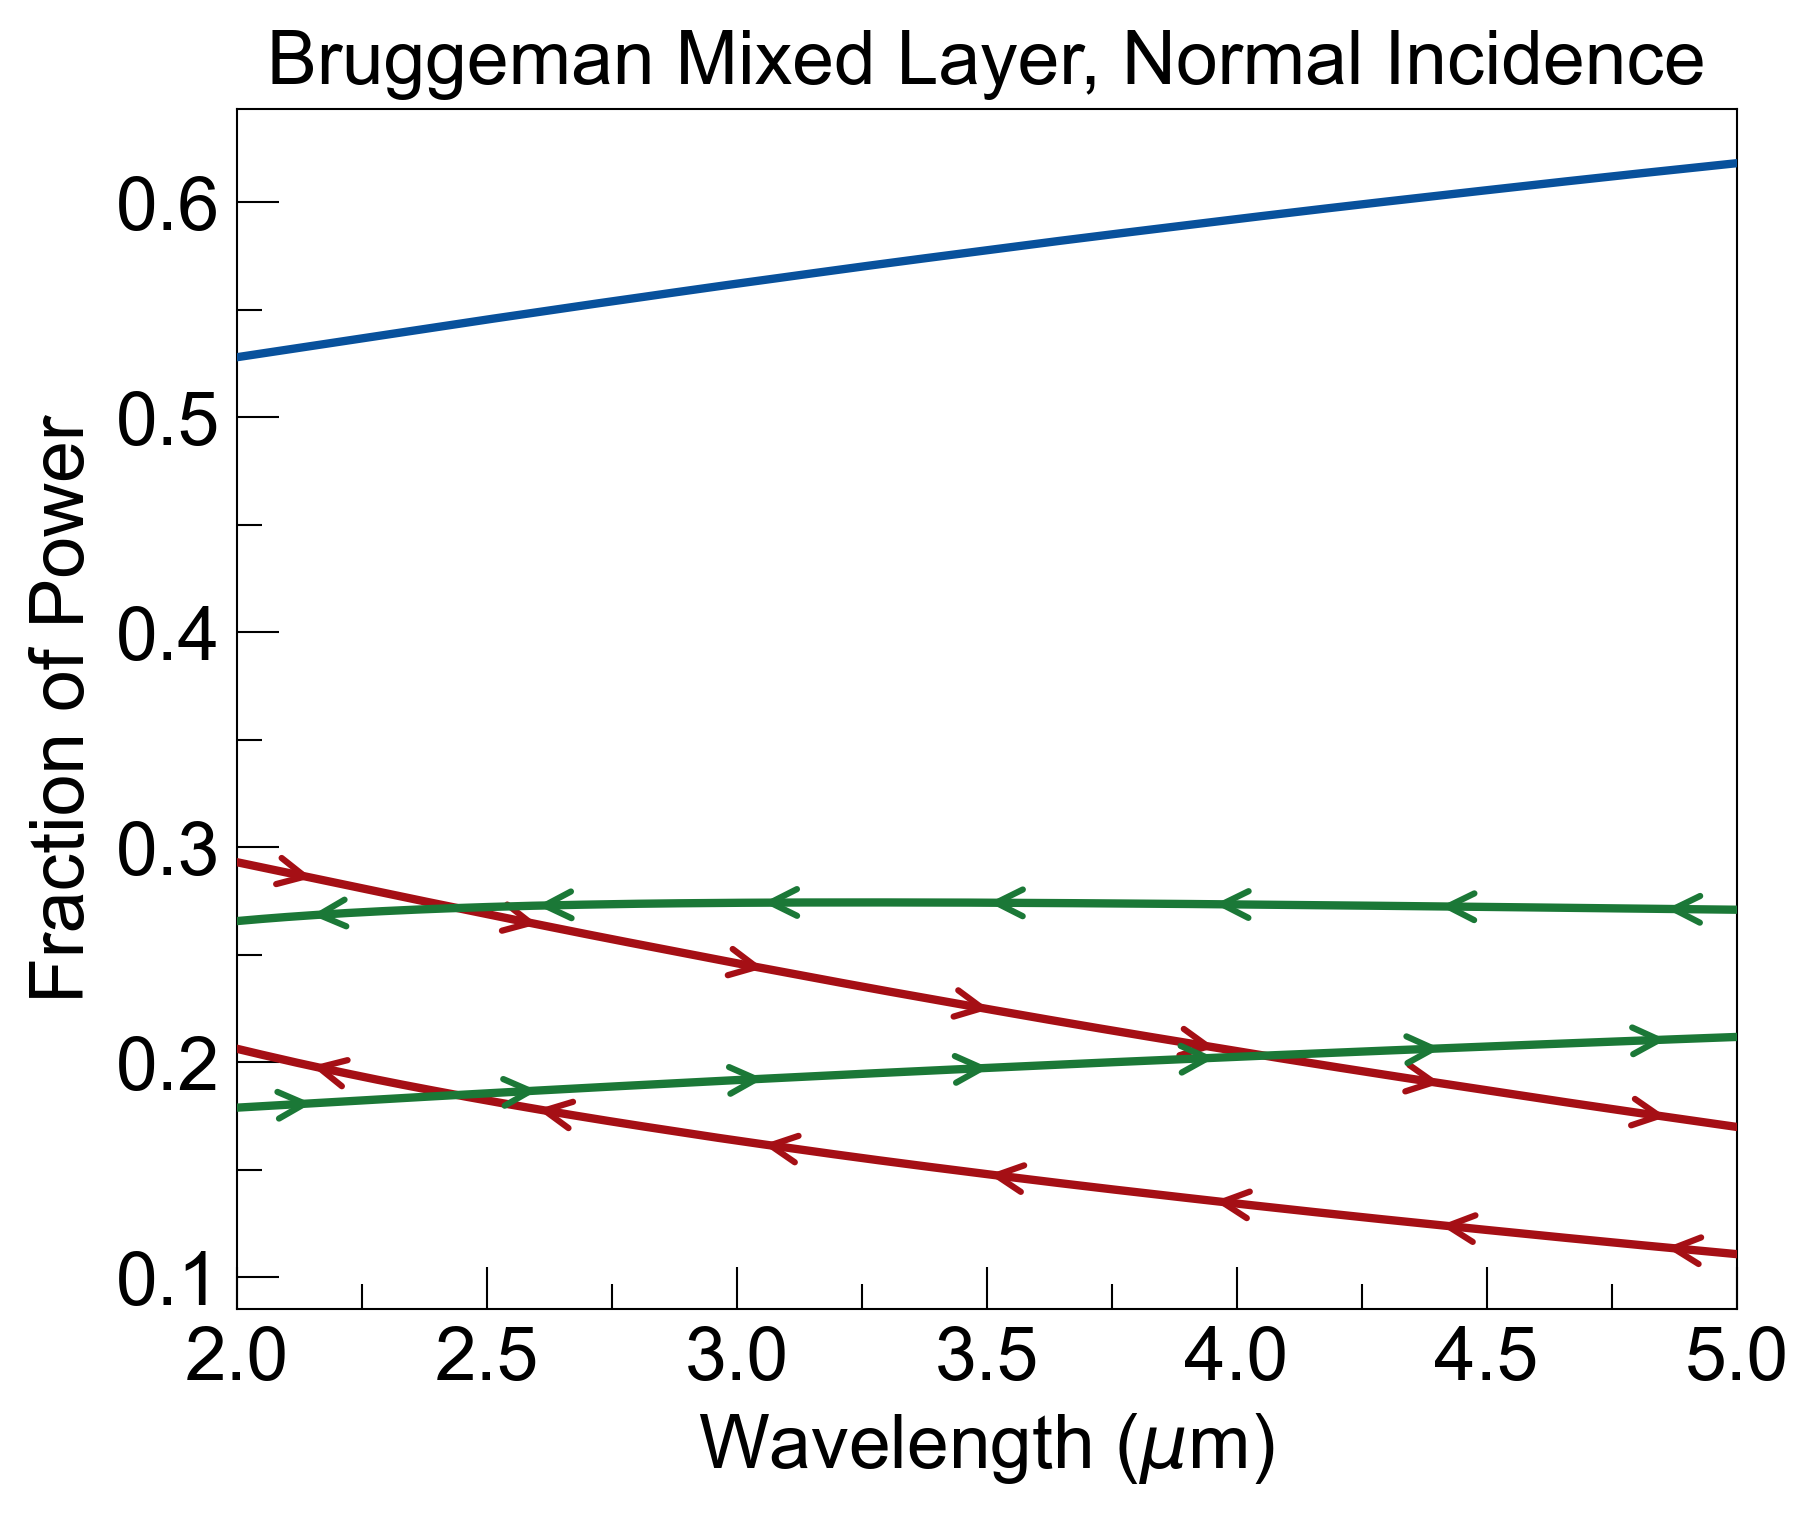 Bruggeman Mixed Layer, Normal Incidence
Fraction of Power
0.6
0.5
0.4
0.3
0.2
0.1
2.0 2.5 3.0 3.5 4.0 4.5 5.0
Wavelength (μm)